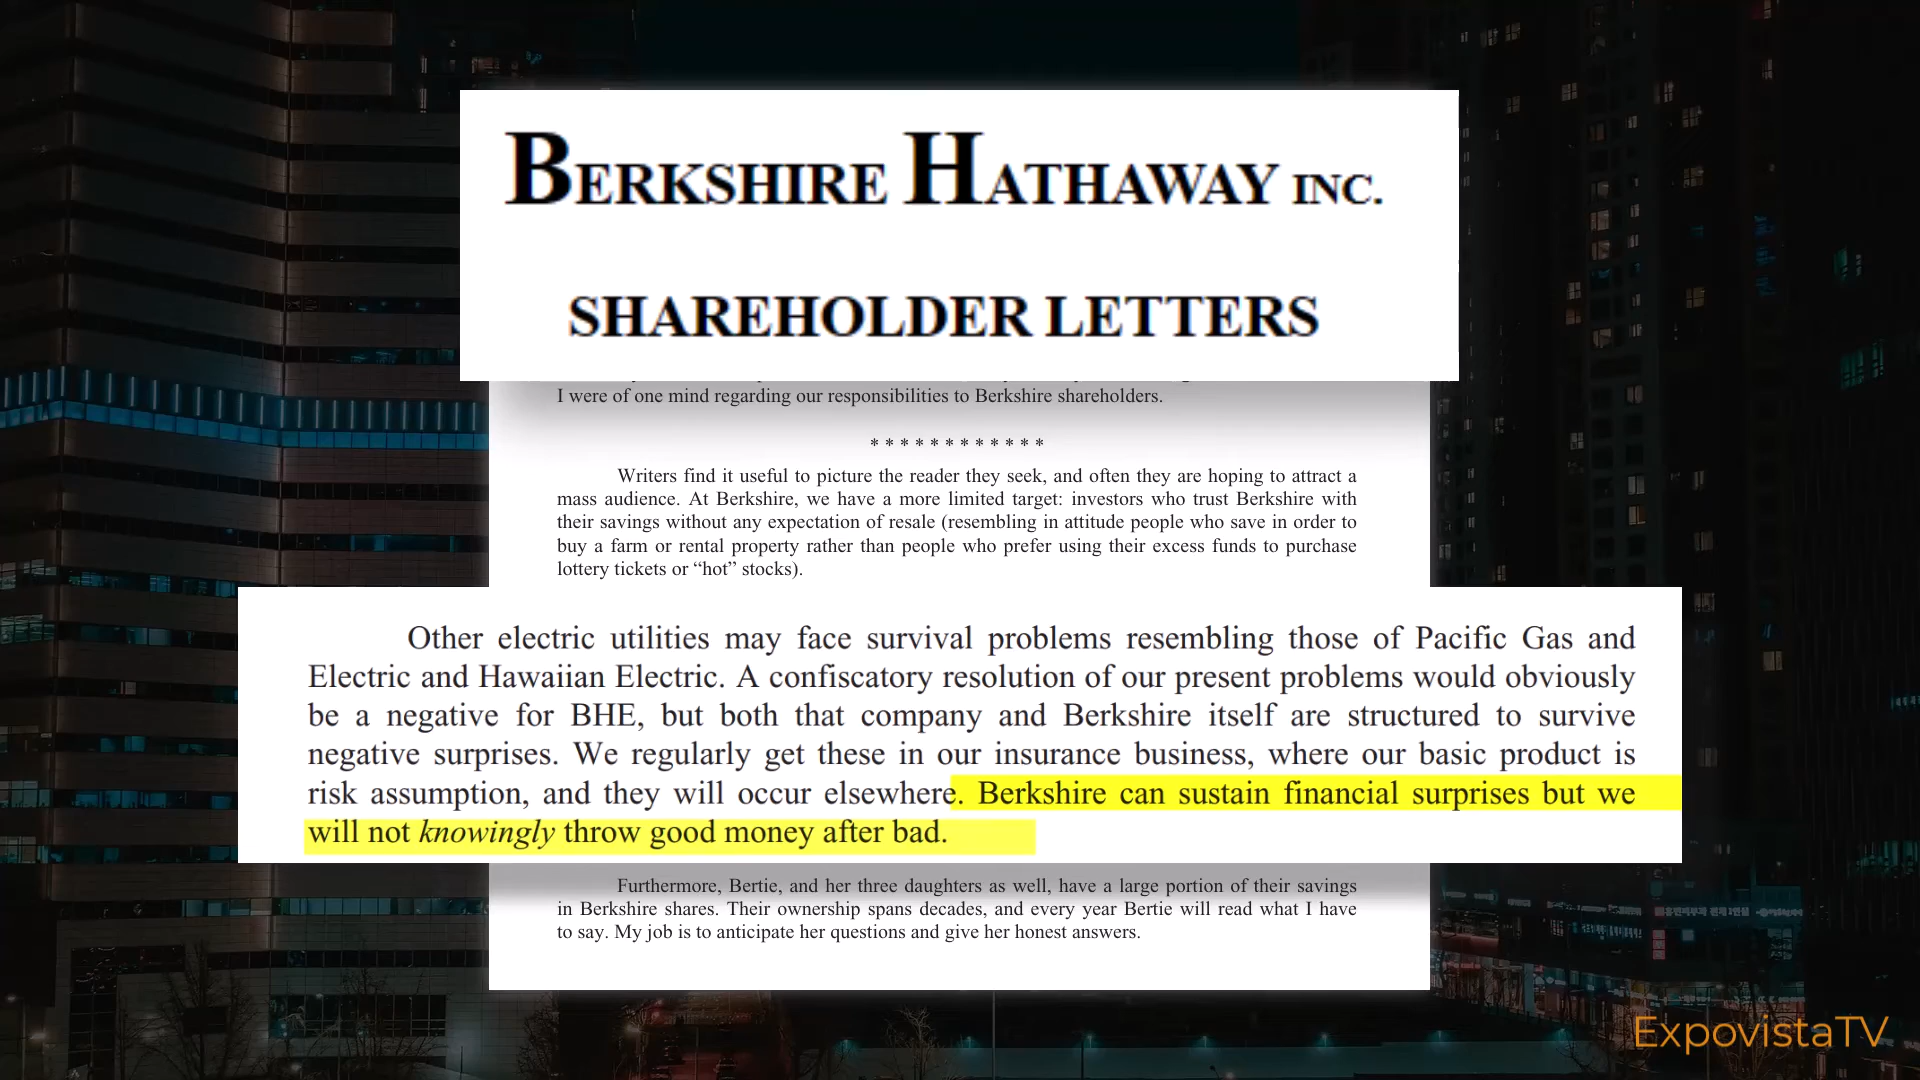 BERKSHIRE HATHAWAY INC.
SHAREHOLDER LETTERS
I were of one mind regarding our responsibilities to Berkshire shareholders.
* * * * * * * * * * * *
Writers find it useful to picture the reader they seek, and often they are hoping to attract a
mass audience. At Berkshire, we have a more limited target: investors who trust Berkshire with
their savings without any expectation of resale (resembling in attitude people who save in order to
buy a farm or rental property rather than people who prefer using their excess funds to purchase
lottery tickets or “hot” stocks).
Other electric utilities may face survival problems resembling those of Pacific Gas and
Electric and Hawaiian Electric. A confiscatory resolution of our present problems would obviously
be a negative for BHE, but both that company and Berkshire itself are structured to survive
negative surprises. We regularly get these in our insurance business, where our basic product is
risk assumption, and they will occur elsewhere. Berkshire can sustain financial surprises but we
will not knowingly throw good money after bad.
Furthermore, Bertie, and her three daughters as well, have a large portion of their savings
in Berkshire shares. Their ownership spans decades, and every year Bertie will read what I have
to say. My job is to anticipate her questions and give her honest answers.
ExpovistaTV